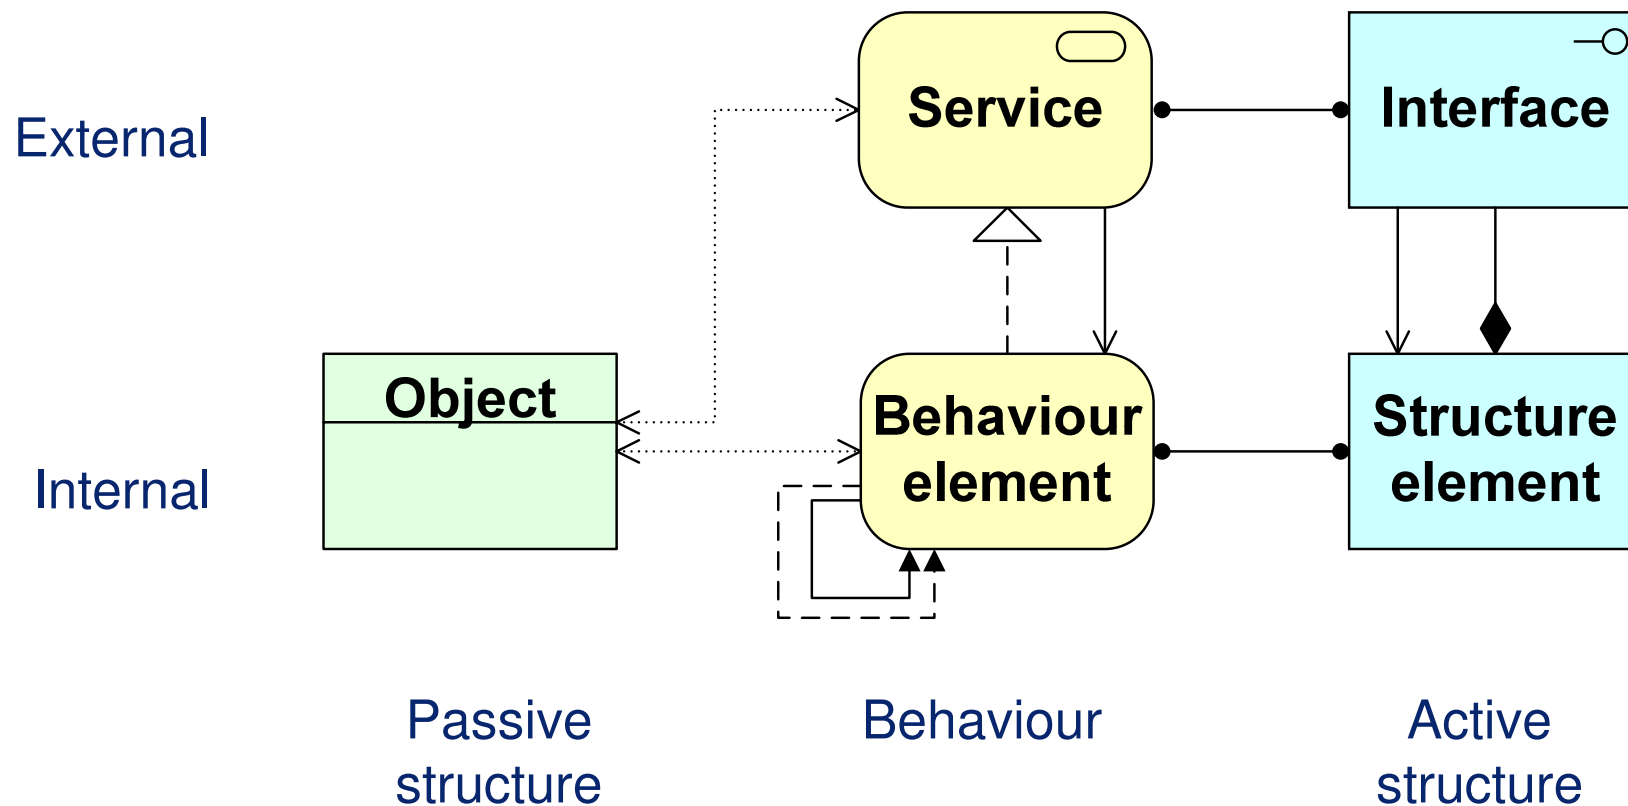 External
Service
Interface
Object
Behaviour
element
Structure
element
Internal
Passive
structure
Behaviour
Active
structure